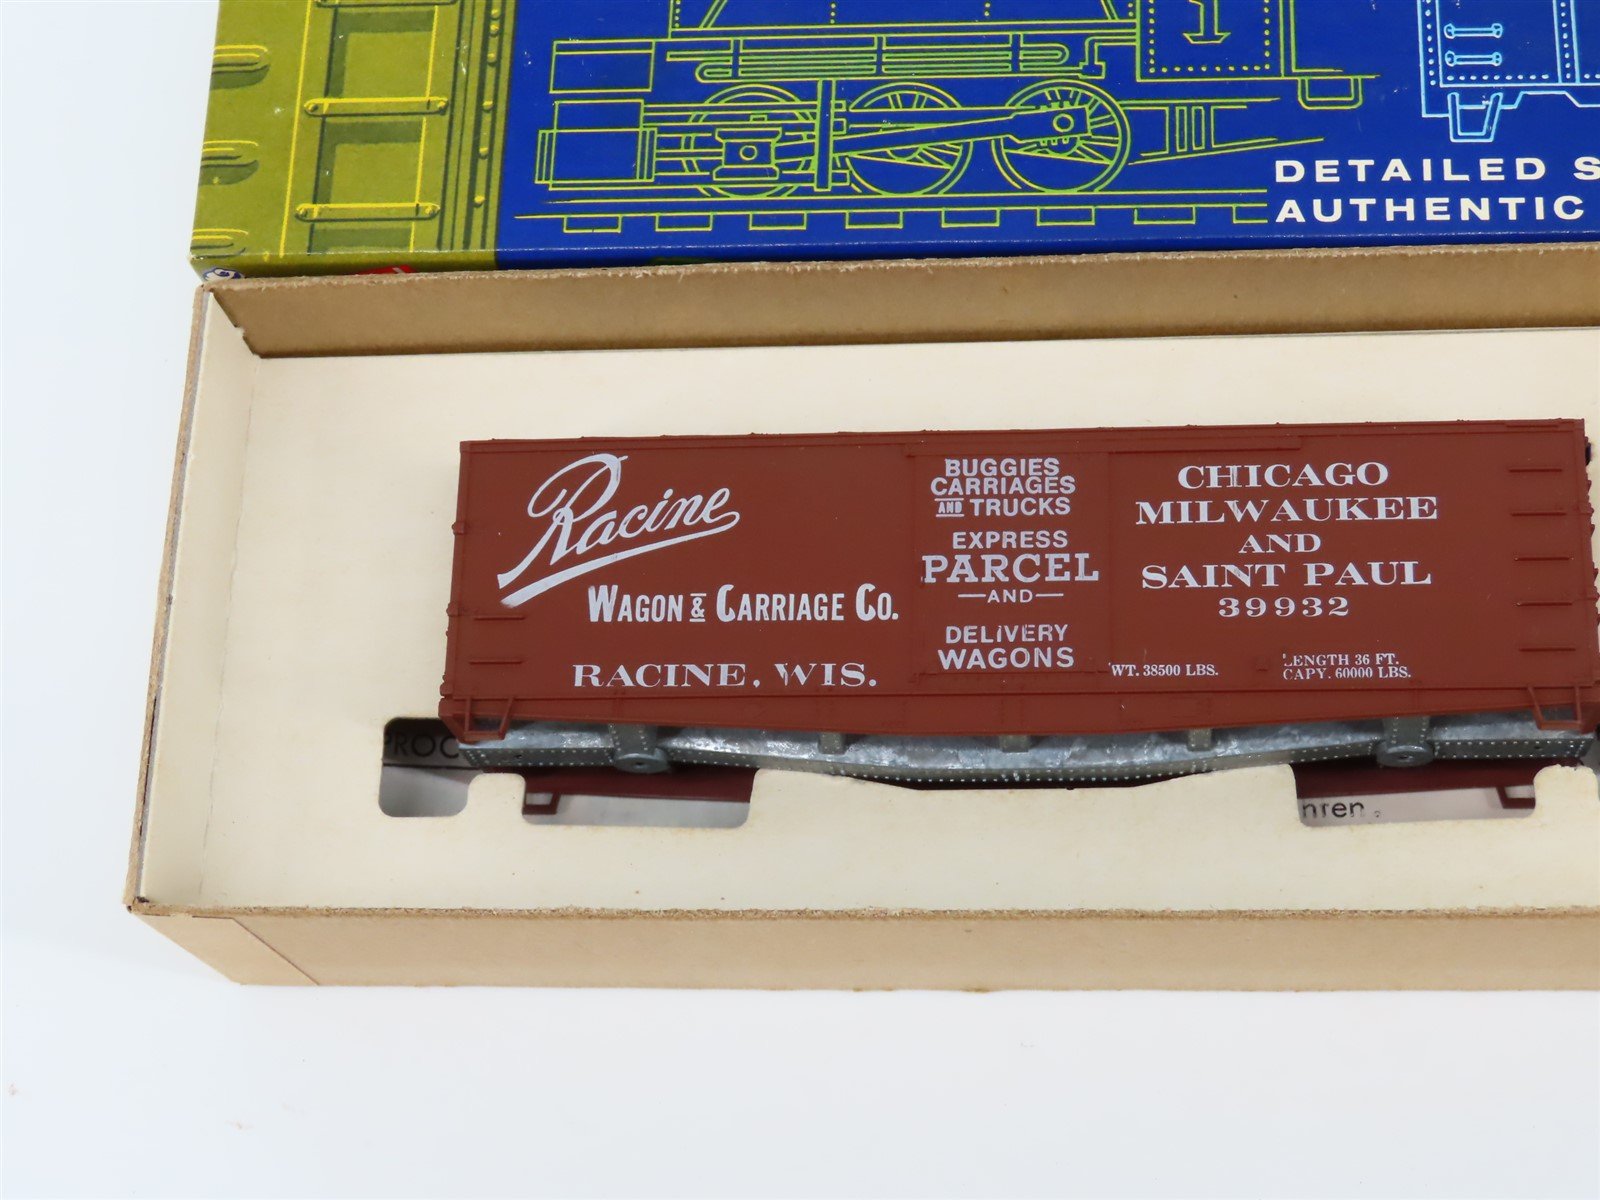 1
DETAILED
AUTHENTIC
Racine
WAGON & CARRIAGE CO.
RACINE, WIS.
BUGGIES
CARRIAGES
AND TRUCKS
EXPRESS
PARCEL
—AND—
DELIVERY
WAGONS
CHICAGO
MILWAUKEE
AND
SAINT PAUL
39932
WT. 38500 LBS.
LENGTH 36 FT.
CAPY. 60000 LBS.